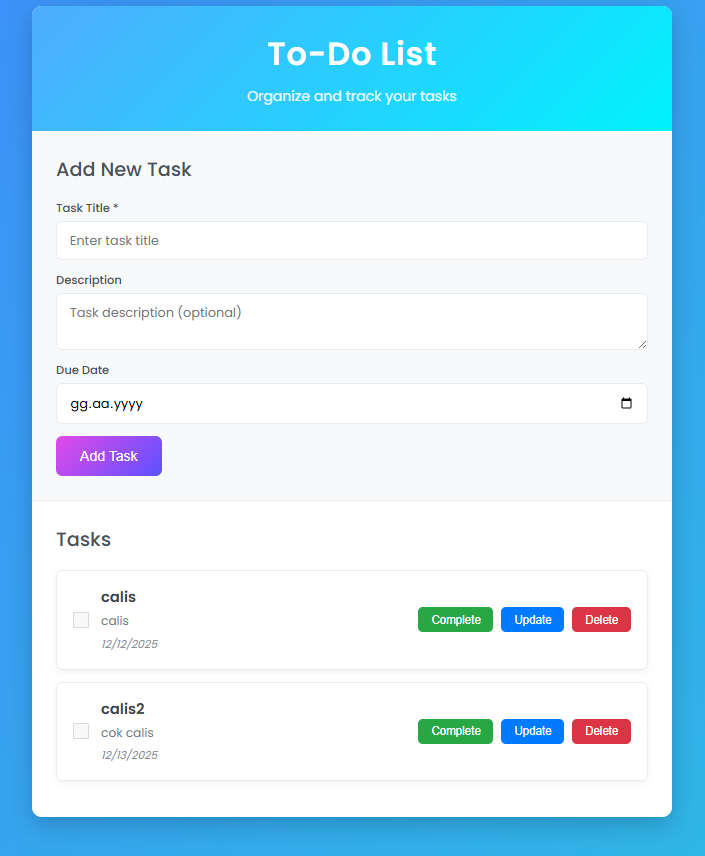 To-Do List
Organize and track your tasks
Add New Task
Task Title *
Enter task title
Description
Task description (optional)
Due Date
gg.aa.yyyy
Add Task
Tasks
calis
calis
12/12/2025
Complete Update Delete
calis2
cok calis
12/13/2025
Complete Update Delete